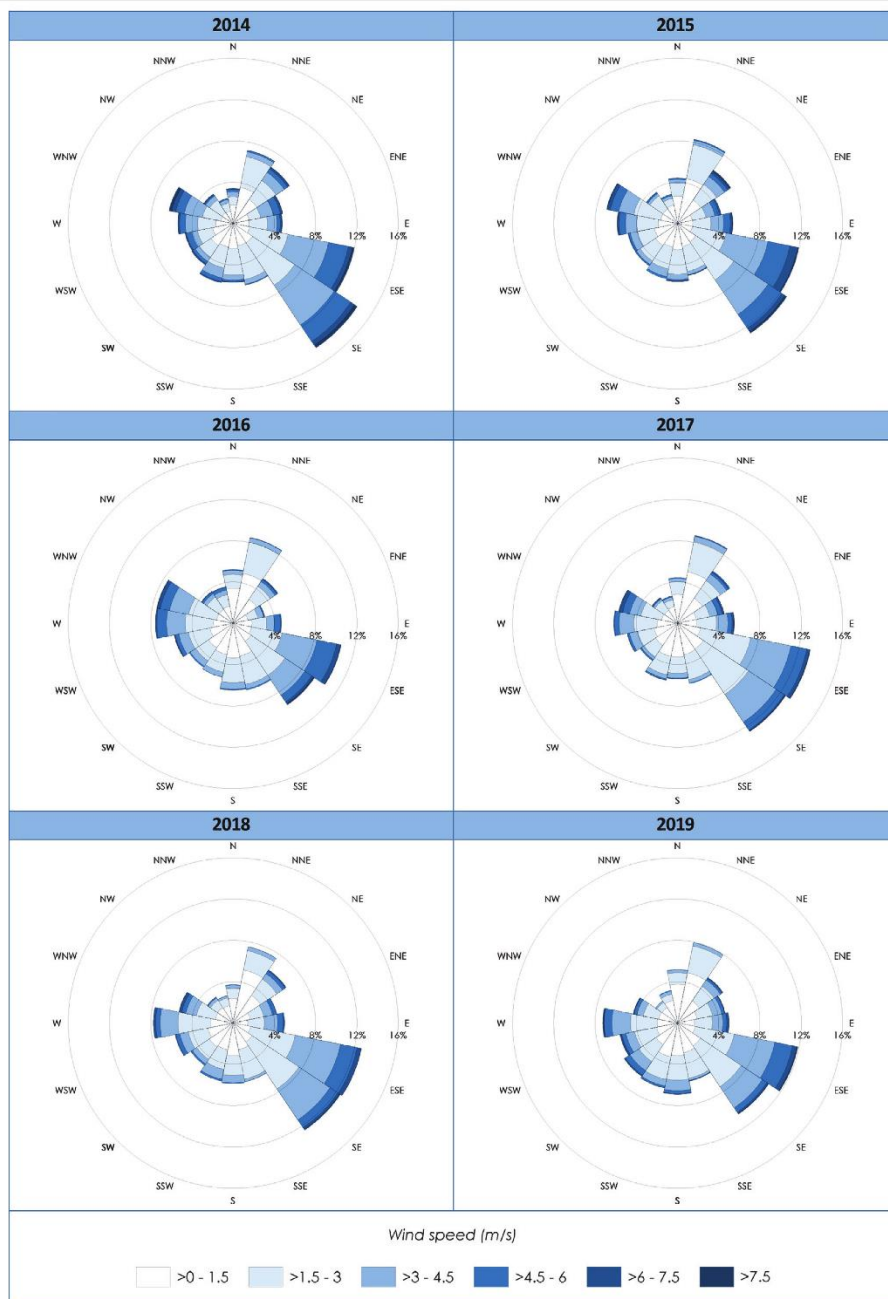 2014 2015
N N
NNW NNE NNW NNE
NW NE NW NE
WNW ENE WNW ENE
W 4% 8% 12% 16% E W 4% 8% 12% 16% E
WSW ESE WSW ESE
SW SE SW SE
SSW SSE SSW SSE
S S
2016 2017
N N
NNW NNE NNW NNE
NW NE NW NE
WNW ENE WNW ENE
W 4% 8% 12% 16% E W 4% 8% 12% 16% E
WSW ESE WSW ESE
SW SE SW SE
SSW SSE SSW SSE
S S
2018 2019
N N
NNW NNE NNW NNE
NW NE NW NE
WNW ENE WNW ENE
W 4% 8% 12% 16% E W 4% 8% 12% 16% E
WSW ESE WSW ESE
SW SE SW SE
SSW SSE SSW SSE
S S
Wind speed (m/s)
>0 - 1.5 >1.5 - 3 >3 - 4.5 >4.5 - 6 >6 - 7.5 >7.5